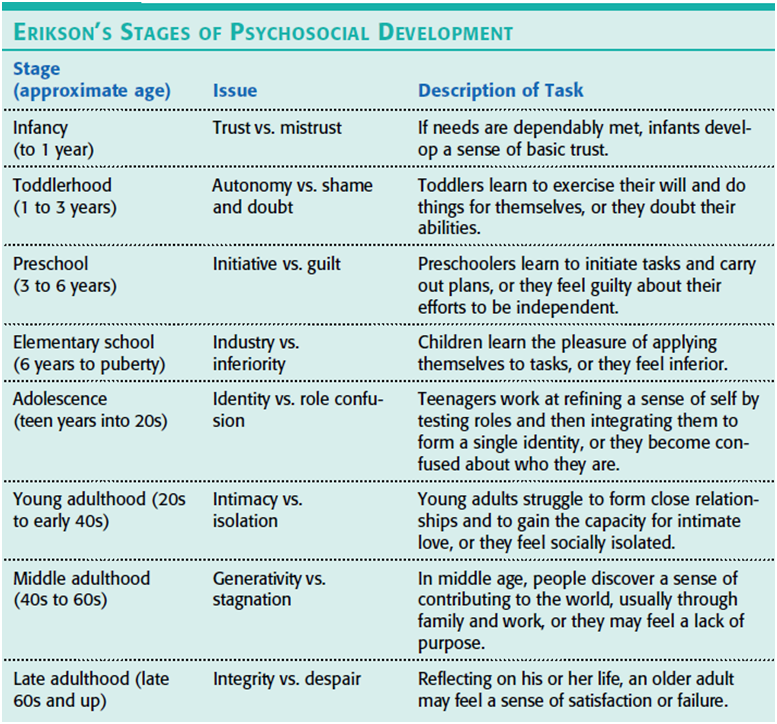 ERIKSON'S STAGES OF PSYCHOSOCIAL DEVELOPMENT
Stage
(approximate age) Issue Description of Task
Infancy Trust vs. mistrust If needs are dependably met, infants devel-
(to 1 year) op a sense of basic trust.
Toddlerhood Autonomy vs. shame Toddlers learn to exercise their will and do
(1 to 3 years) and doubt things for themselves, or they doubt their
abilities.
Preschool Initiative vs. guilt Preschoolers learn to initiate tasks and carry
(3 to 6 years) out plans, or they feel guilty about their
efforts to be independent.
Elementary school Industry vs. Children learn the pleasure of applying
(6 years to puberty) inferiority themselves to tasks, or they feel inferior.
Adolescence Identity vs. role confu- Teenagers work at refining a sense of self by
(teen years into 20s) sion testing roles and then integrating them to
form a single identity, or they become con-
fused about who they are.
Young adulthood (20s Intimacy vs. Young adults struggle to form close relation-
to early 40s) isolation ships and to gain the capacity for intimate
love, or they feel socially isolated.
Middle adulthood Generativity vs. In middle age, people discover a sense of
(40s to 60s) stagnation contributing to the world, usually through
family and work, or they may feel a lack of
purpose.
Late adulthood (late Integrity vs. despair Reflecting on his or her life, an older adult
60s and up) may feel a sense of satisfaction or failure.